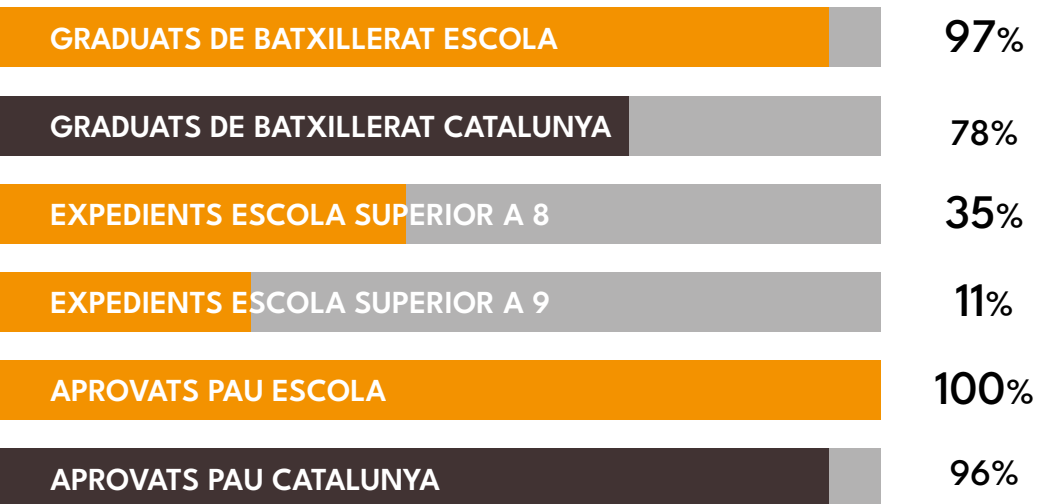 GRADUATS DE BATXILLERAT ESCOLA 97%
GRADUATS DE BATXILLERAT CATALUNYA 78%
EXPEDIENTS ESCOLA SUPERIOR A 8 35%
EXPEDIENTS ESCOLA SUPERIOR A 9 11%
APROVATS PAU ESCOLA 100%
APROVATS PAU CATALUNYA 96%